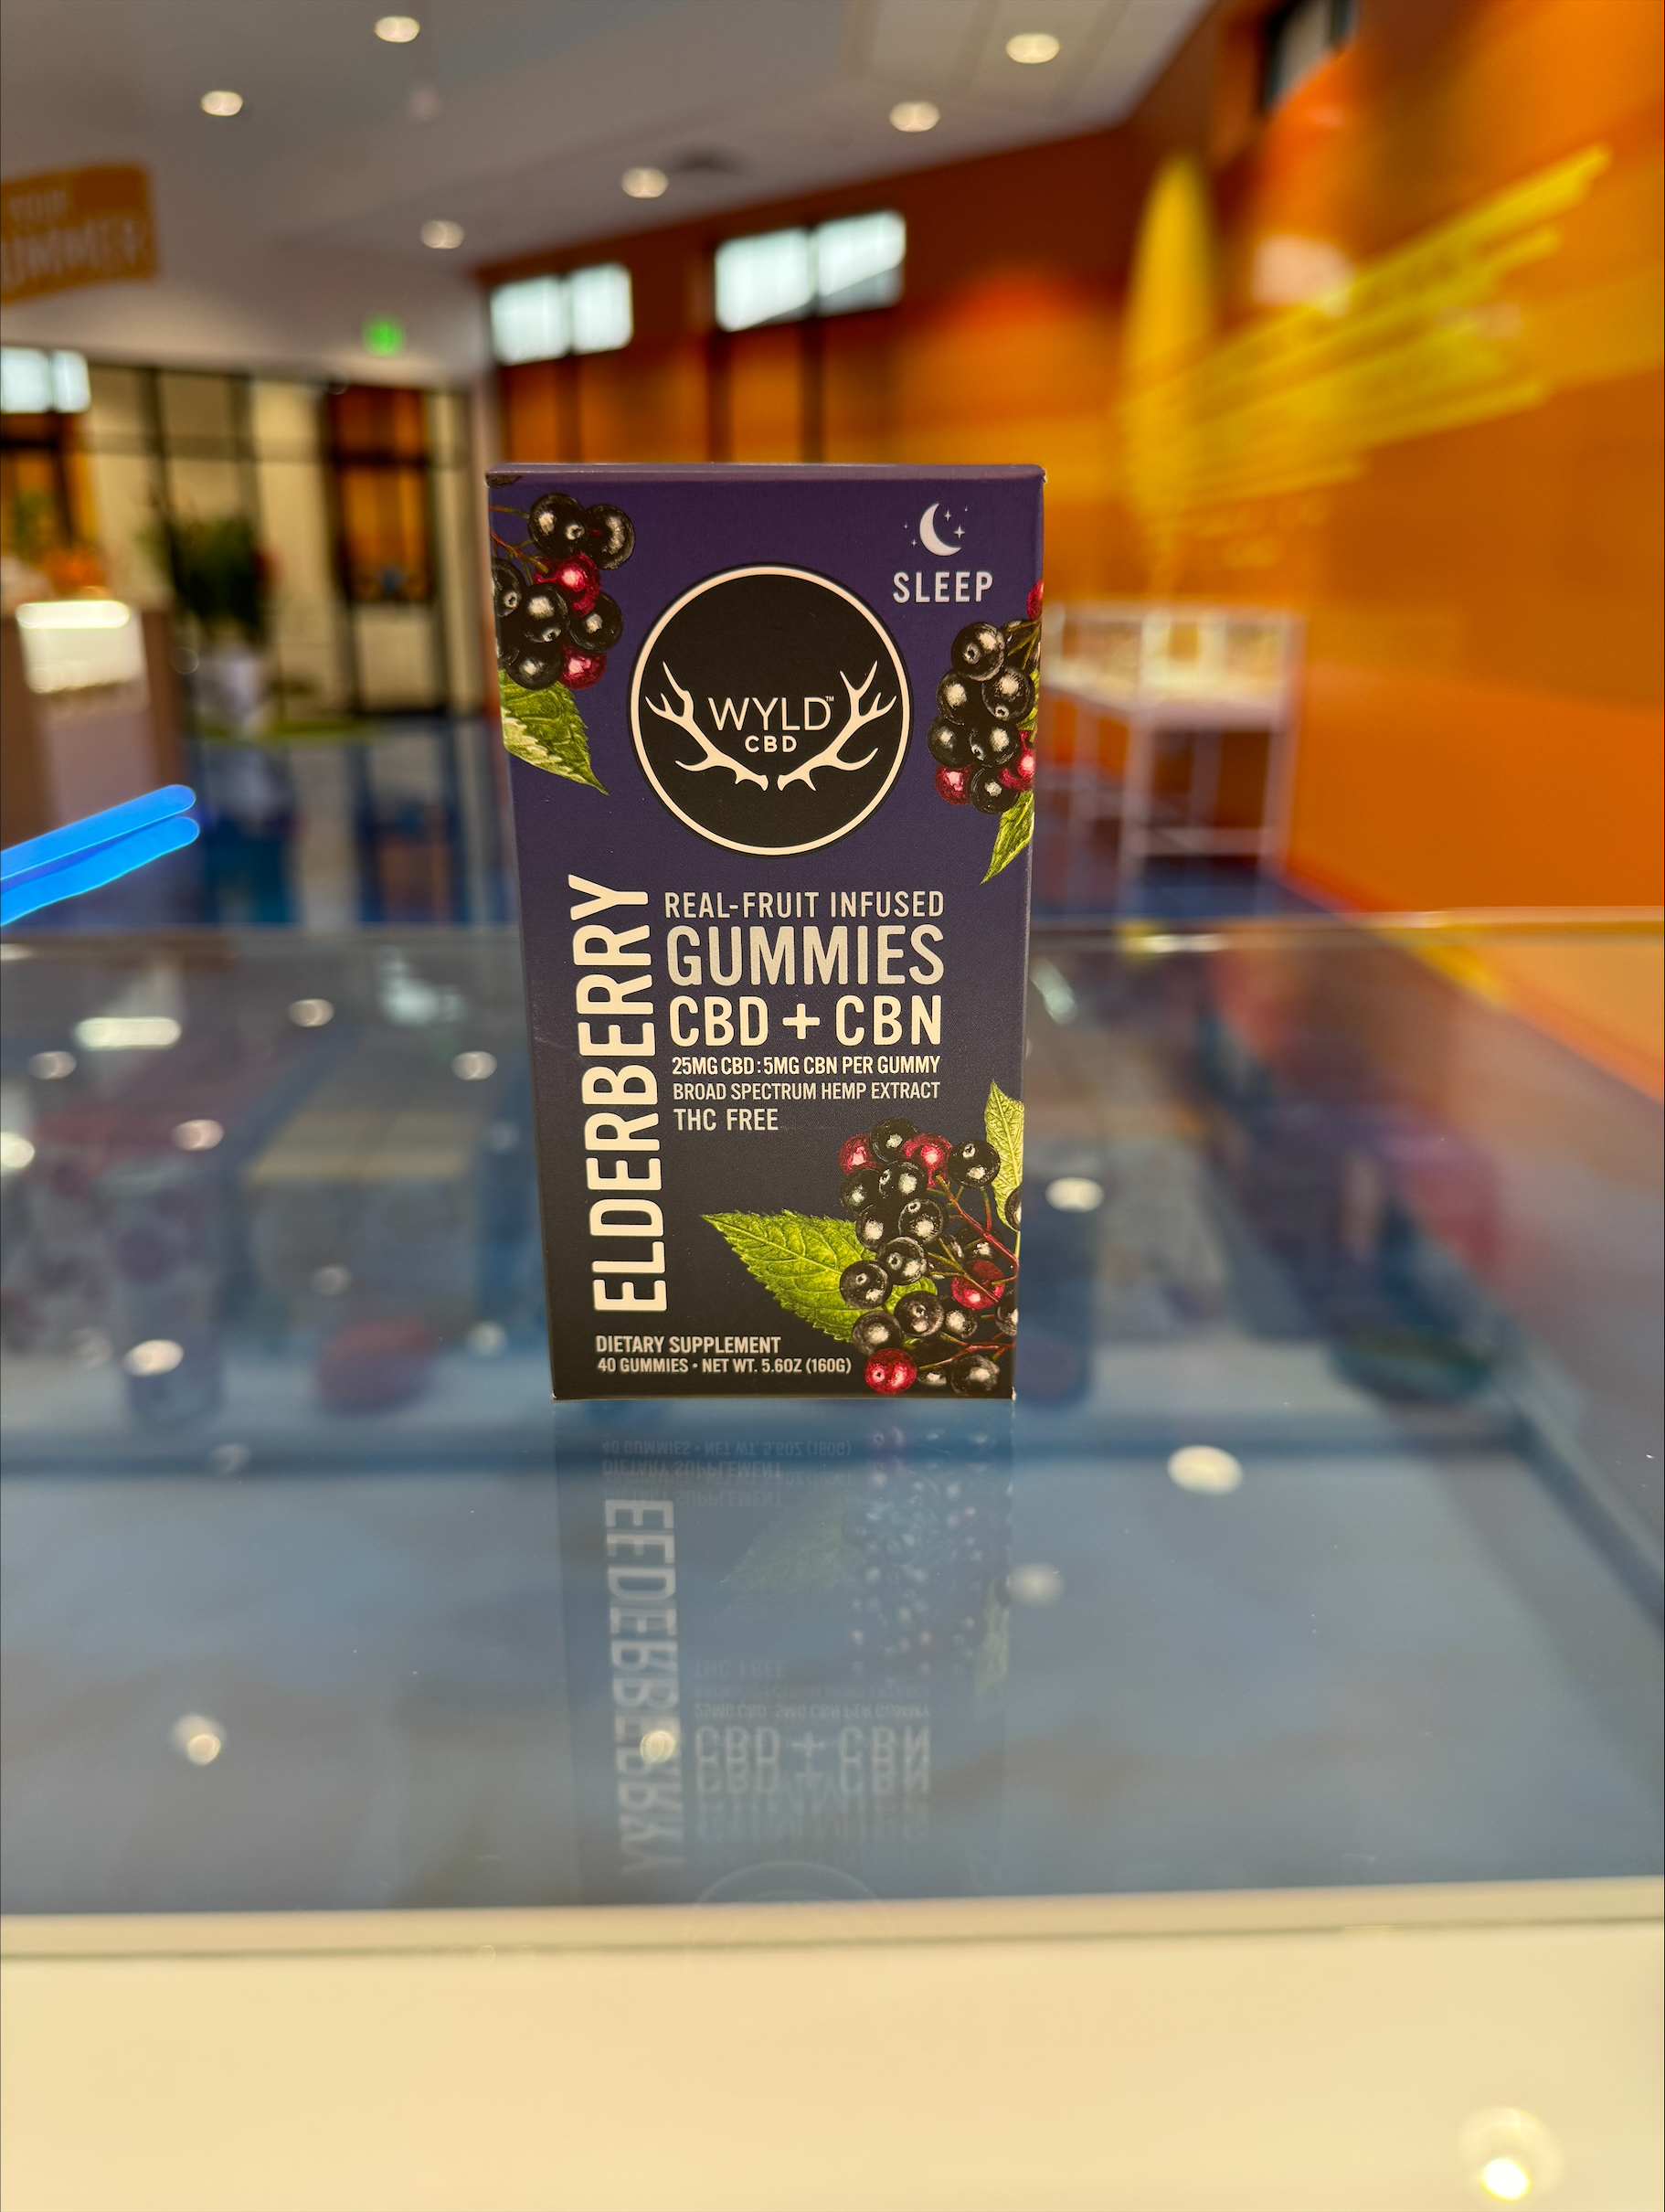 SLEEP
WYLD™
CBD
ELDERBERRY
REAL-FRUIT INFUSED
GUMMIES
CBD + CBN
25MG CBD : 5MG CBN PER GUMMY
BROAD SPECTRUM HEMP EXTRACT
THC FREE
DIETARY SUPPLEMENT
40 GUMMIES • NET WT. 5.6OZ (160G)